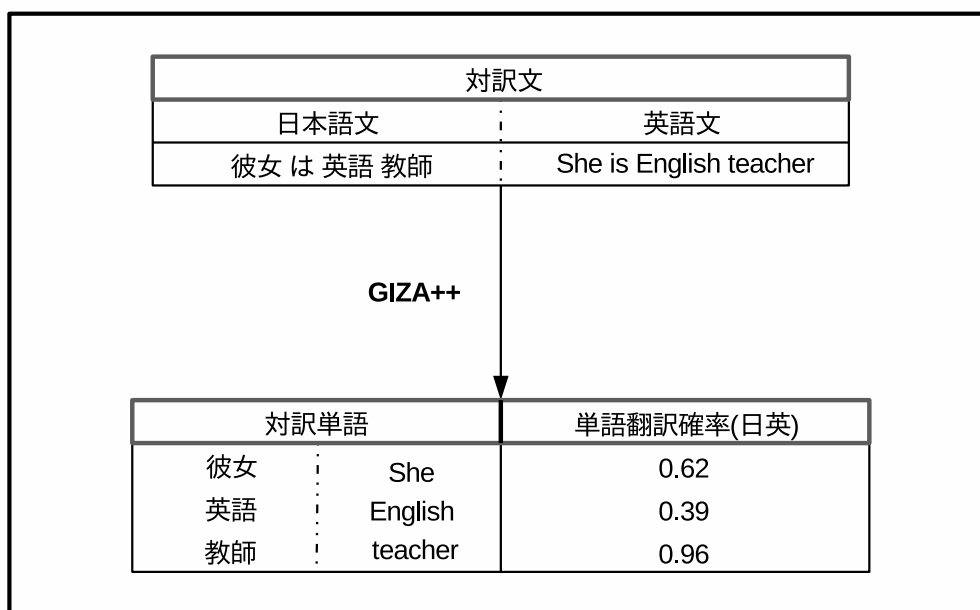 対訳文
日本語文 英語文
彼女 は 英語 教師 She is English teacher
GIZA++
対訳単語 単語翻訳確率(日英)
彼女 She 0.62
英語 English 0.39
教師 teacher 0.96